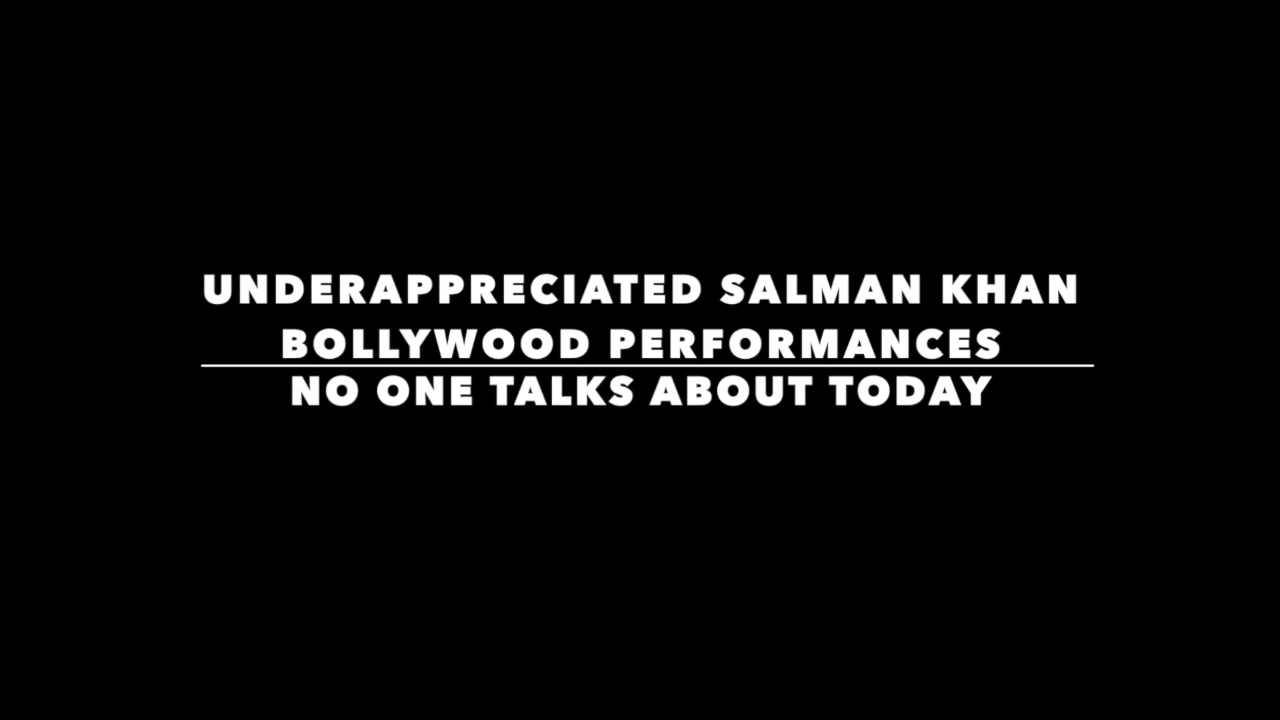 UNDERAPPRECIATED SALMAN KHAN
BOLLYWOOD PERFORMANCES
NO ONE TALKS ABOUT TODAY